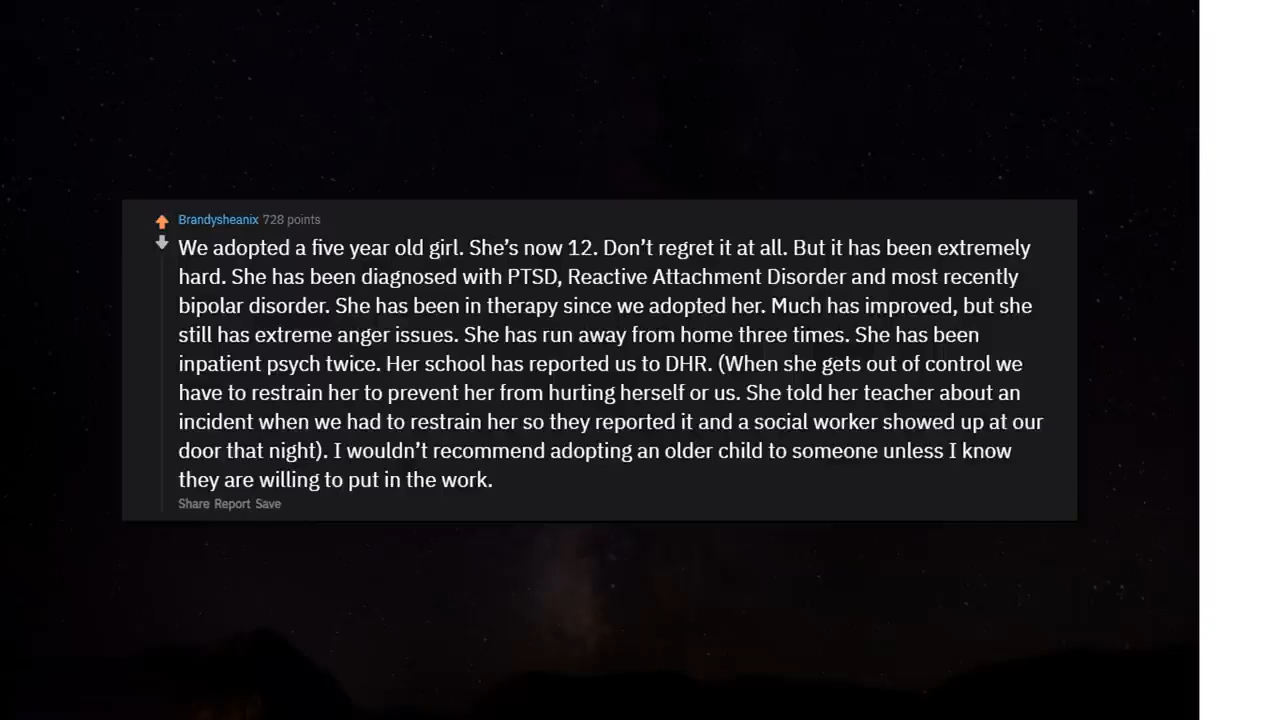 Brandysheanix 728 points
We adopted a five year old girl. She’s now 12. Don’t regret it at all. But it has been extremely
hard. She has been diagnosed with PTSD, Reactive Attachment Disorder and most recently
bipolar disorder. She has been in therapy since we adopted her. Much has improved, but she
still has extreme anger issues. She has run away from home three times. She has been
inpatient psych twice. Her school has reported us to DHR. (When she gets out of control we
have to restrain her to prevent her from hurting herself or us. She told her teacher about an
incident when we had to restrain her so they reported it and a social worker showed up at our
door that night). I wouldn’t recommend adopting an older child to someone unless I know
they are willing to put in the work.
Share Report Save